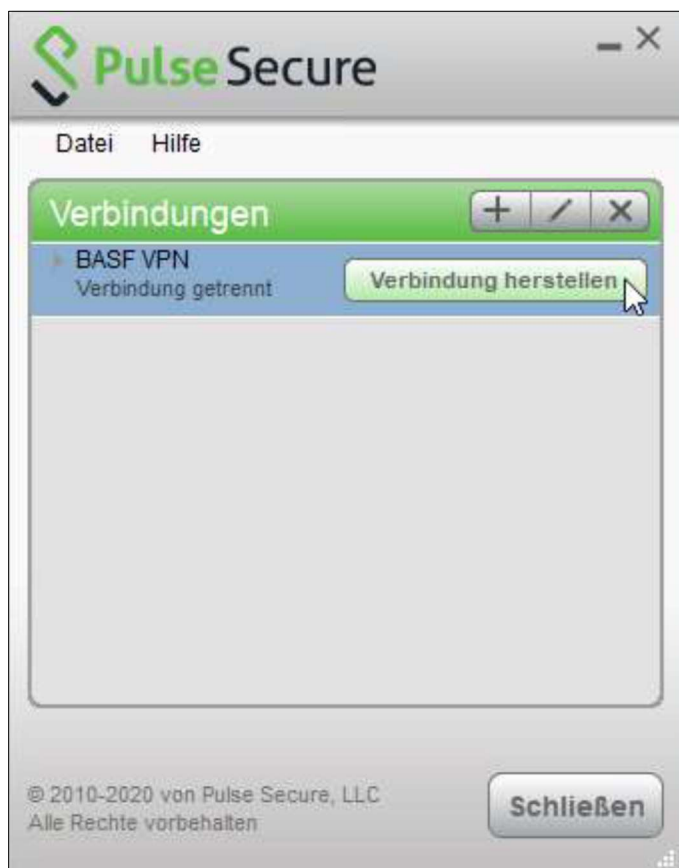 Pulse Secure
Datei Hilfe
Verbindungen
BASF VPN
Verbindung getrennt
Verbindung herstellen
© 2010-2020 von Pulse Secure, LLC
Alle Rechte vorbehalten
Schließen